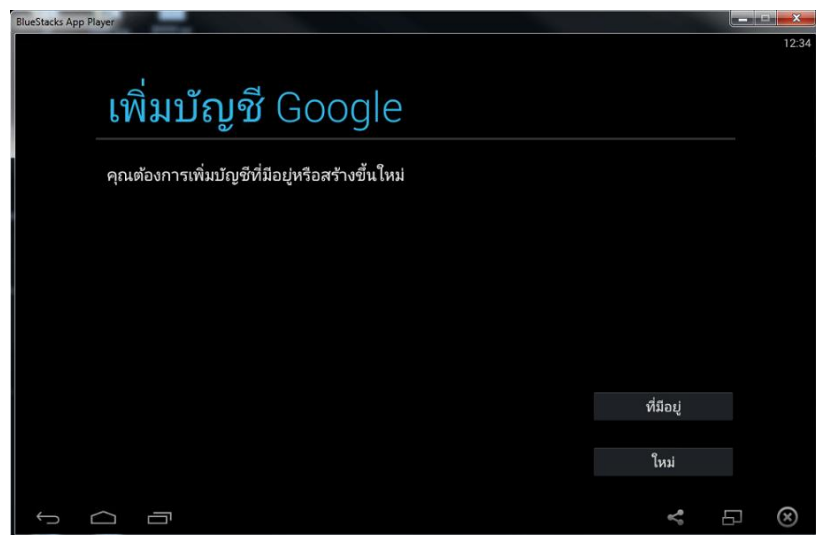 BlueStacks App Player
12:34
เพิ่มบัญชี Google
คุณต้องการเพิ่มบัญชีที่มีอยู่หรือสร้างขึ้นใหม่
ที่มีอยู่
ใหม่